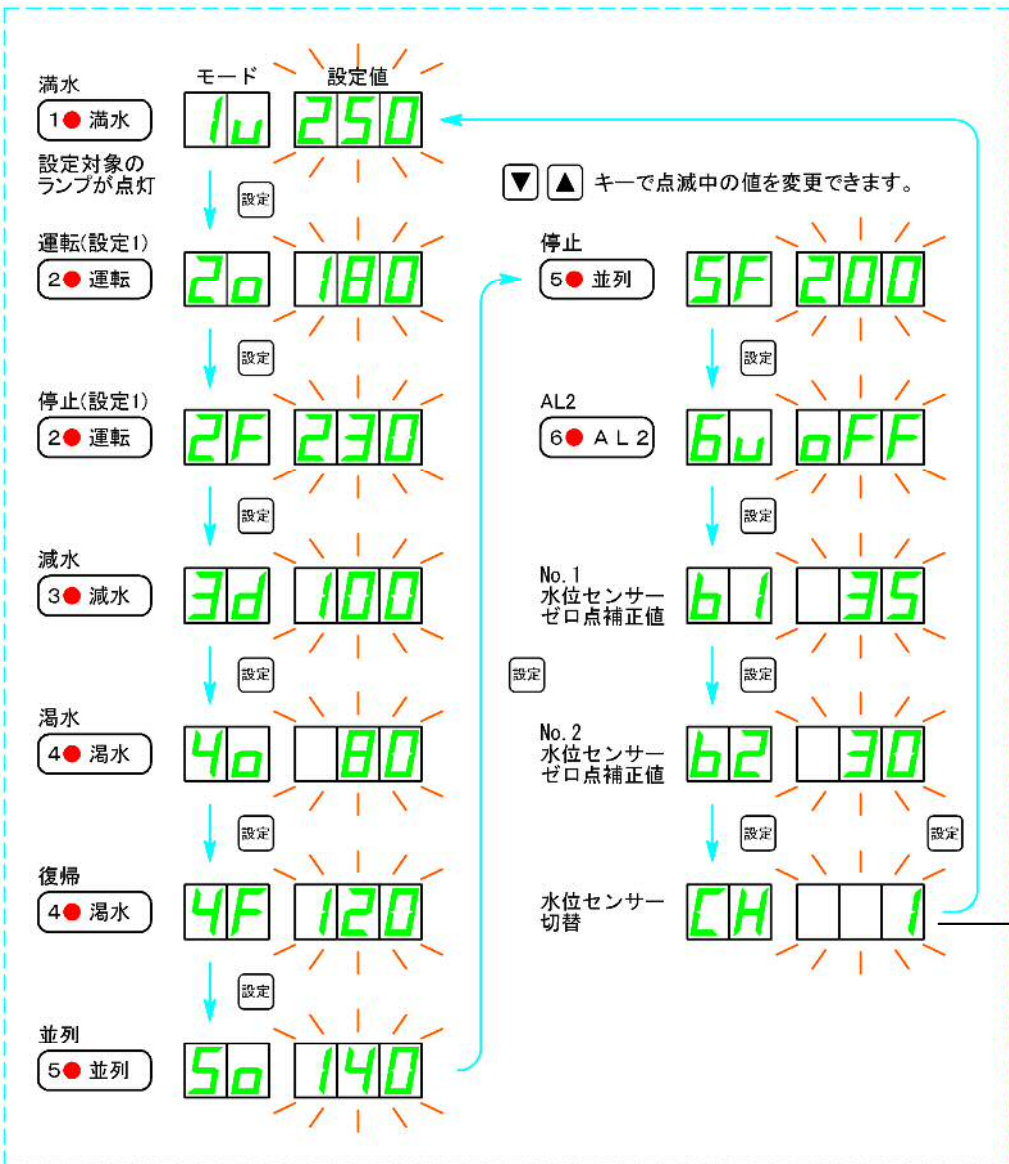 満水
モード 設定値
1● 満水
1u 250
設定対象の
ランプが点灯
設定
運転(設定1)
2● 運転
2o 180
設定
停止(設定1)
2● 運転
2F 230
設定
減水
3● 減水
3d 100
設定
渇水
4● 渇水
4o 80
設定
復帰
4● 渇水
4F 120
設定
並列
5● 並列
5o 140
設定
▼ ▲ キーで点滅中の値を変更できます。
停止
5● 並列
5F 200
設定
AL2
6● AL2
6u oFF
設定
No.1
水位センサー
ゼロ点補正値
b1 35
設定
No.2
水位センサー
ゼロ点補正値
b2 30
設定
設定
水位センサー
切替
CH 1